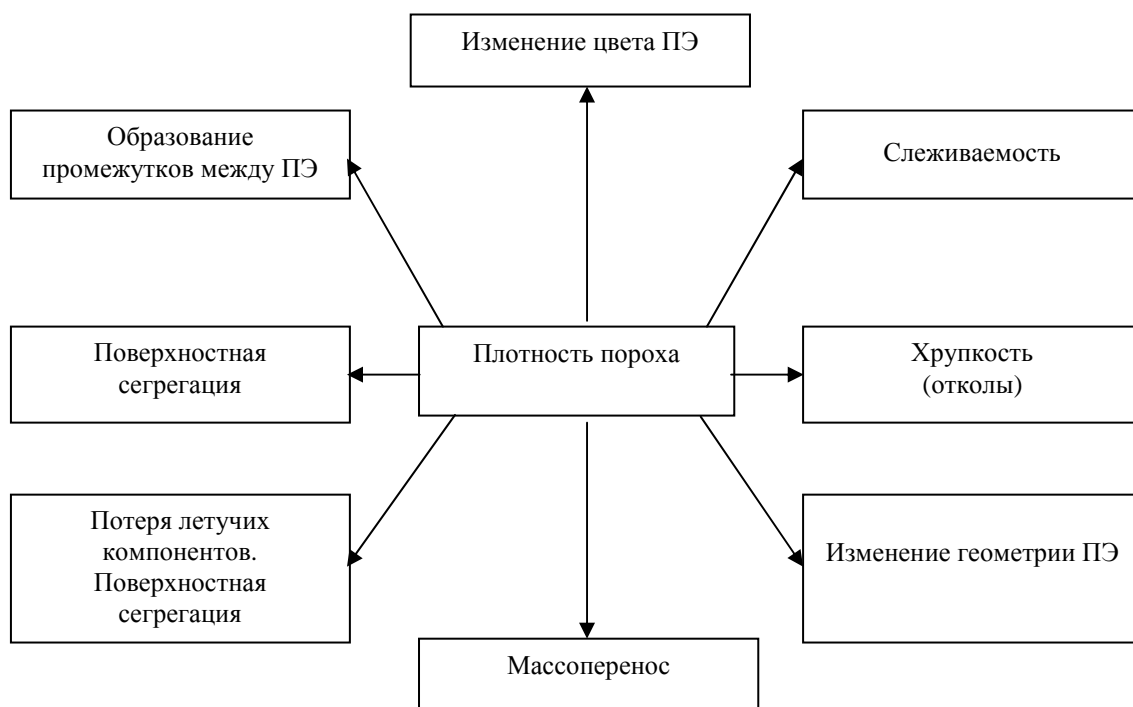 Изменение цвета ПЭ
Образование
промежутков между ПЭ
Слеживаемость
Поверхностная
сегрегация
Плотность пороха
Хрупкость
(отколы)
Потеря летучих
компонентов.
Поверхностная
сегрегация
Изменение геометрии ПЭ
Массоперенос